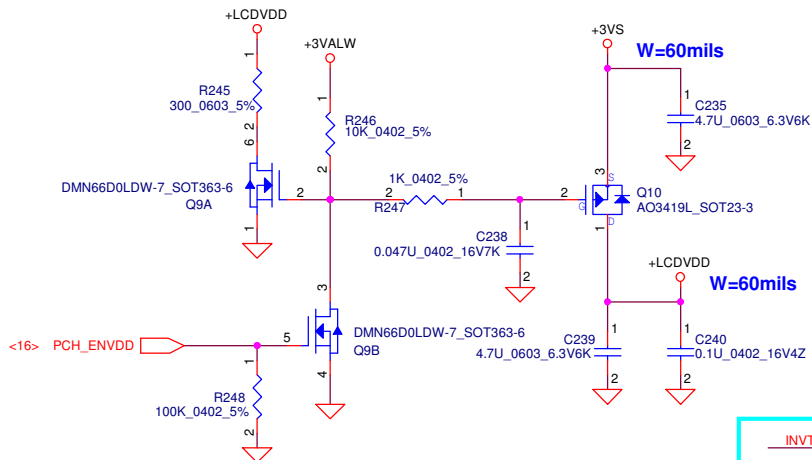 +LCDVDD
+3VALW
+3VS
W=60mils
1
R245
300_0603_5%
2
6
1
R246
10K_0402_5%
2
1
C235
4.7U_0603_6.3V6K
2
DMN66D0LDW-7_SOT363-6
Q9A
2
1
1K_0402_5%
2
1
R247
2
3
S
G
D
1
Q10
AO3419L_SOT23-3
1
C238
0.047U_0402_16V7K
2
+LCDVDD
W=60mils
3
<16> PCH_ENVDD
5
DMN66D0LDW-7_SOT363-6
Q9B
4
1
R248
100K_0402_5%
2
1
C239
4.7U_0603_6.3V6K
2
1
C240
0.1U_0402_16V4Z
2
INVT